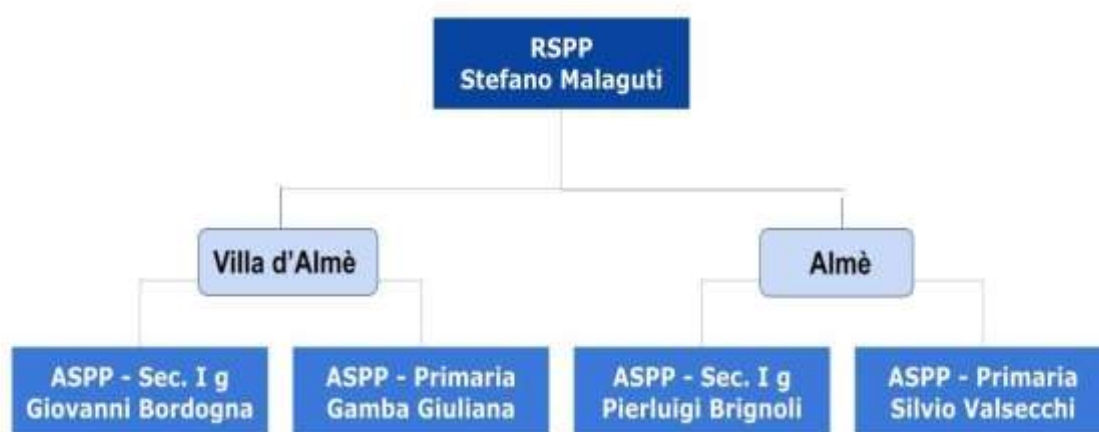 RSPP
Stefano Malaguti
Villa d'Almè
Almè
ASPP - Sec. I g
Giovanni Bordogna
ASPP - Primaria
Gamba Giuliana
ASPP - Sec. I g
Pierluigi Brignoli
ASPP - Primaria
Silvio Valsecchi